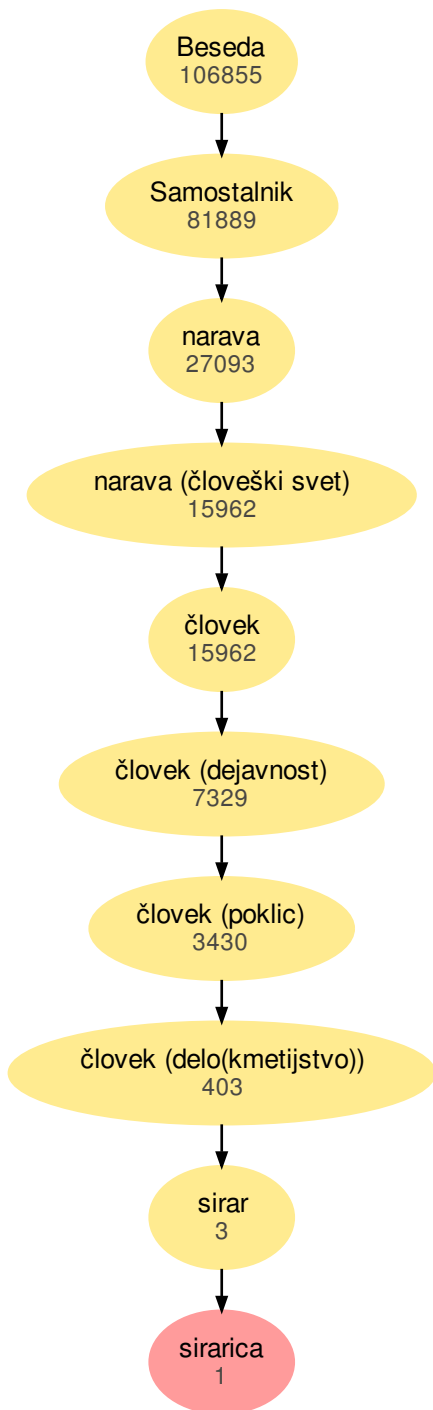 Beseda
106855
Samostalnik
81889
narava
27093
narava (človeški svet)
15962
človek
15962
človek (dejavnost)
7329
človek (poklic)
3430
človek (delo(kmetijstvo))
403
sirar
3
sirarica
1